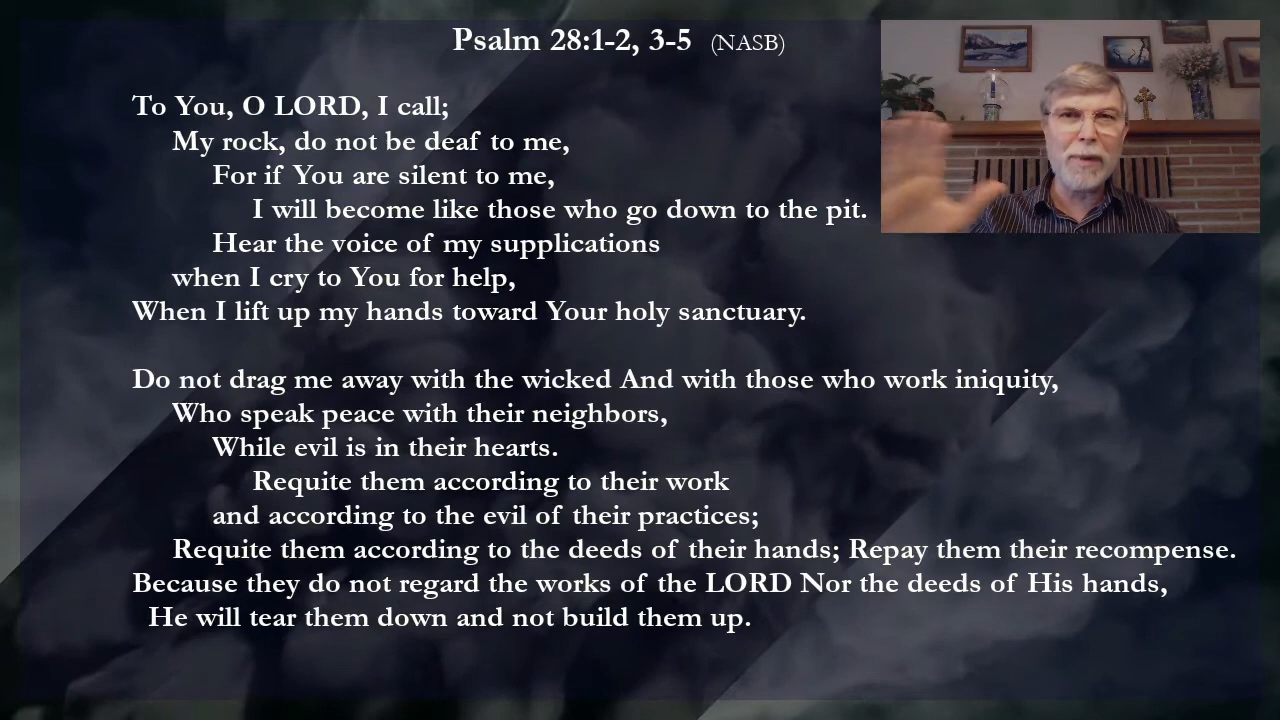 Psalm 28:1-2, 3-5 (NASB)
To You, O LORD, I call;
My rock, do not be deaf to me,
For if You are silent to me,
I will become like those who go down to the pit.
Hear the voice of my supplications
when I cry to You for help,
When I lift up my hands toward Your holy sanctuary.
Do not drag me away with the wicked And with those who work iniquity,
Who speak peace with their neighbors,
While evil is in their hearts.
Requite them according to their work
and according to the evil of their practices;
Requite them according to the deeds of their hands; Repay them their recompense.
Because they do not regard the works of the LORD Nor the deeds of His hands,
He will tear them down and not build them up.